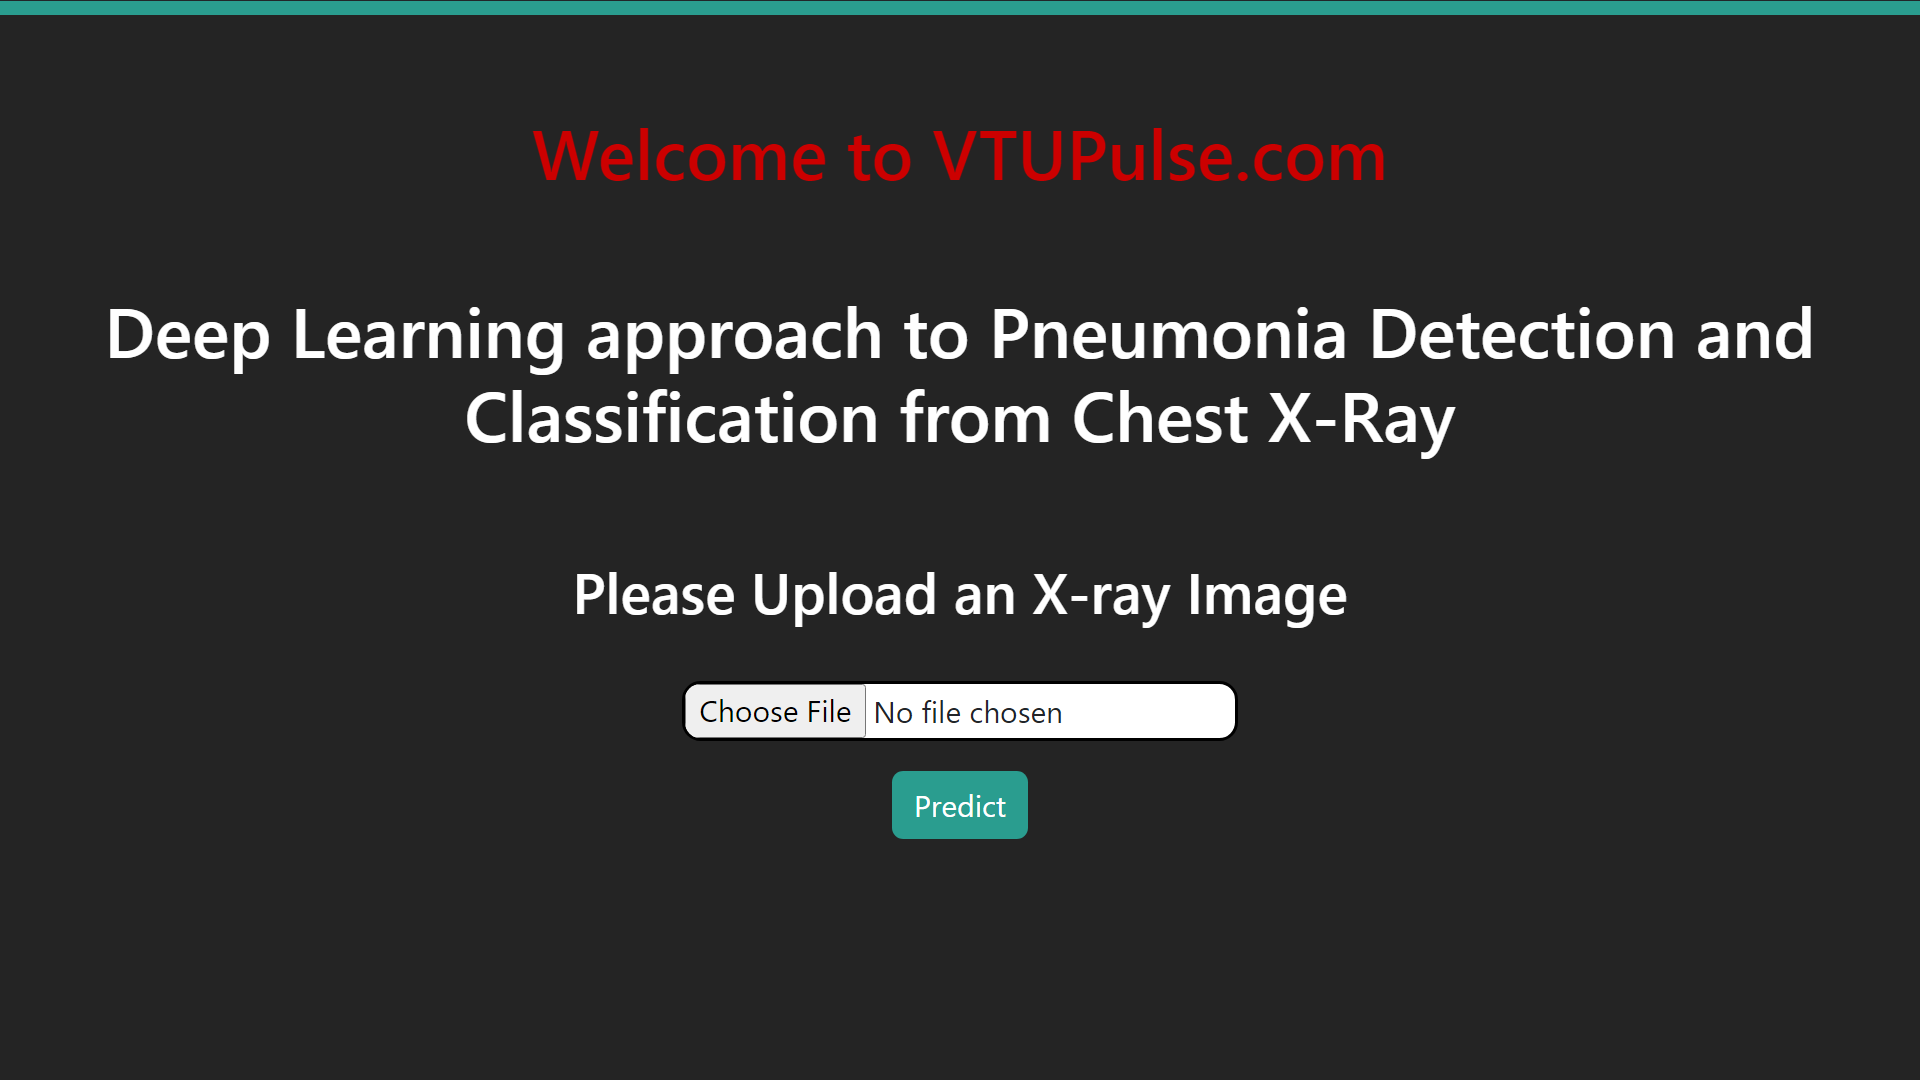 Welcome to VTUPulse.com
Deep Learning approach to Pneumonia Detection and
Classification from Chest X-Ray
Please Upload an X-ray Image
Choose File No file chosen
Predict